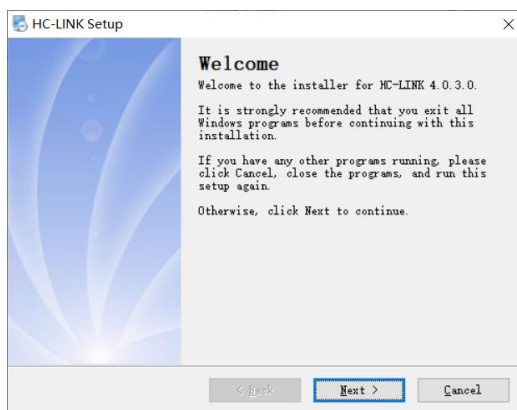 HC-LINK Setup
Welcome
Welcome to the installer for HC-LINK 4.0.3.0.
It is strongly recommended that you exit all
Windows programs before continuing with this
installation.
If you have any other programs running, please
click Cancel, close the programs, and run this
setup again.
Otherwise, click Next to continue.
< Back
Next >
Cancel